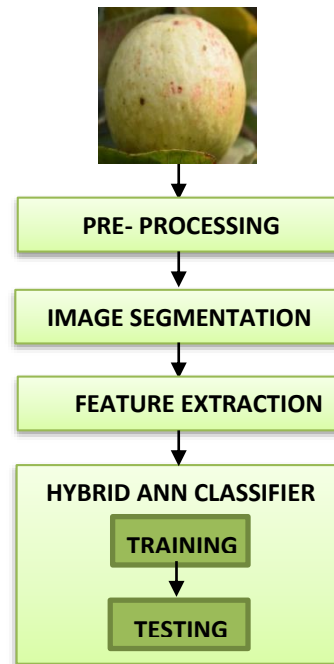 PRE- PROCESSING
IMAGE SEGMENTATION
FEATURE EXTRACTION
HYBRID ANN CLASSIFIER
TRAINING
TESTING